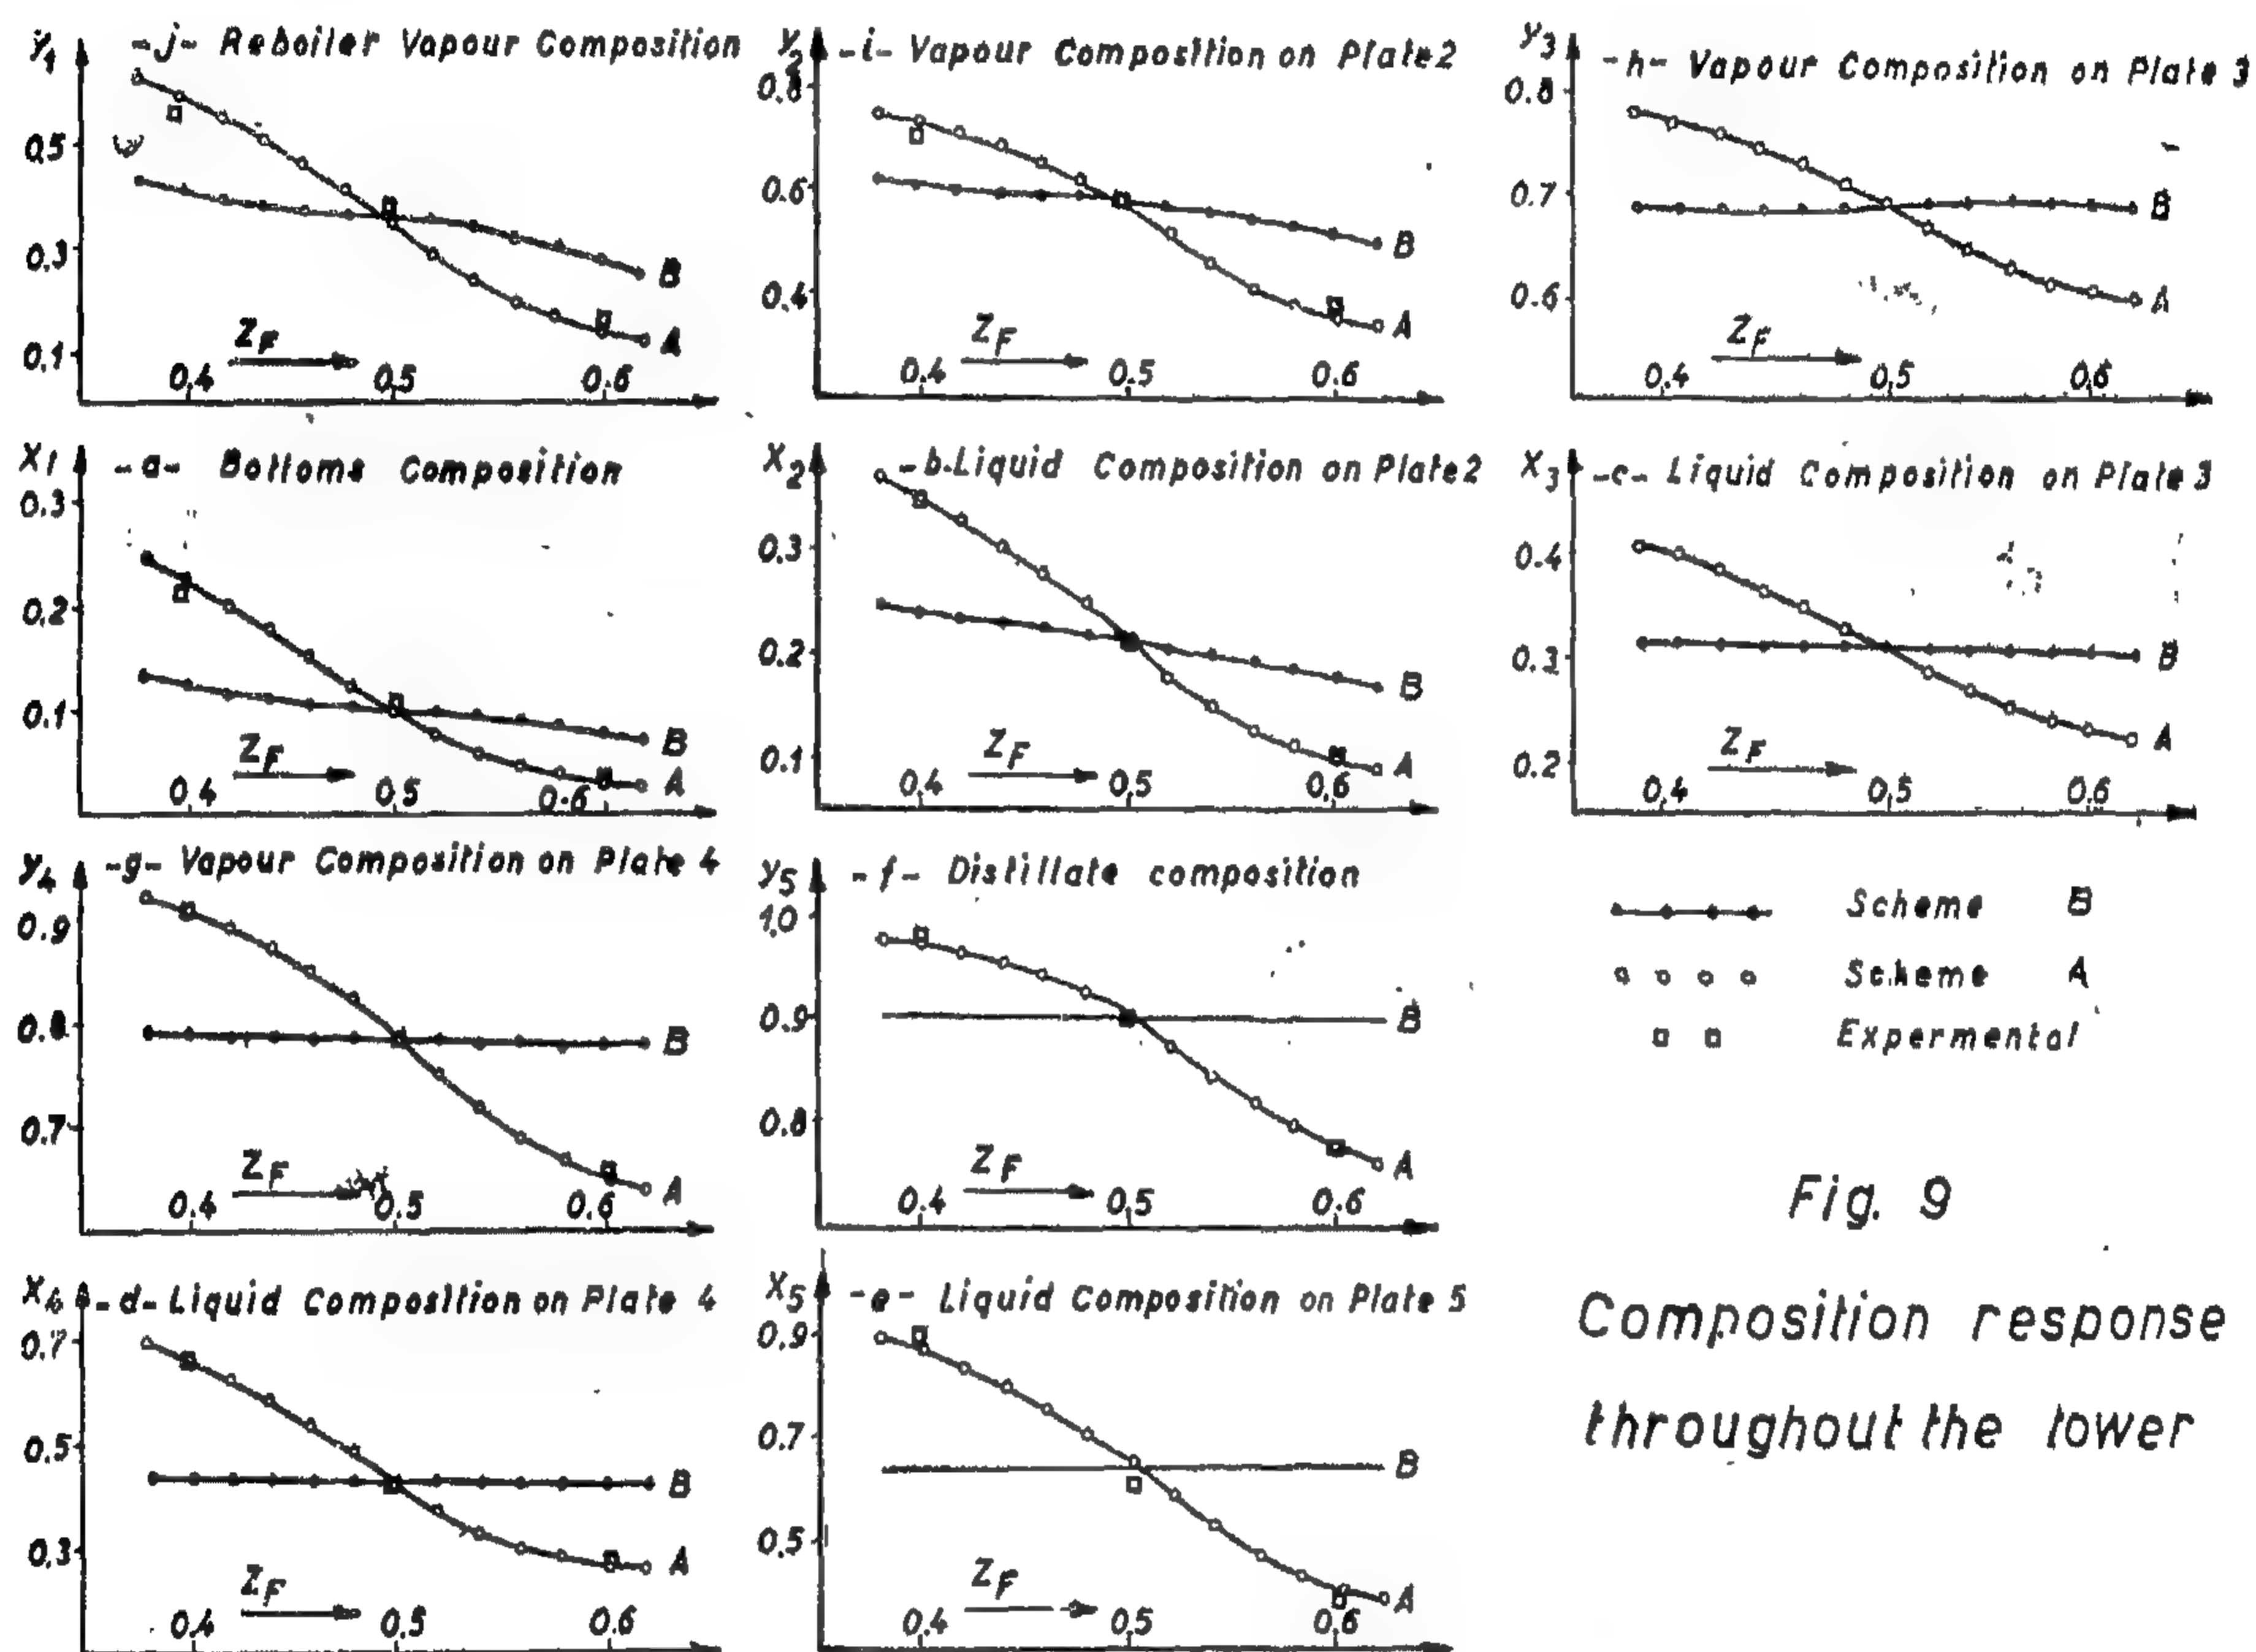 y1 -j- Reboiler Vapour Composition
0.5
0.3
0.1
ZF
0.4 0.5 0.6
B
A
y2 -i- Vapour Composition on Plate 2
0.8
0.6
0.4
ZF
0.4 0.5 0.6
B
A
y3 -h- Vapour Composition on Plate 3
0.8
0.7
0.6
ZF
0.4 0.5 0.6
B
A
X1 -a- Bottoms Composition
0.3
0.2
0.1
ZF
0.4 0.5 0.6
B
A
X2 -b- Liquid Composition on Plate 2
0.3
0.2
0.1
ZF
0.4 0.5 0.6
B
A
X3 -c- Liquid Composition on Plate 3
0.4
0.3
0.2
ZF
0.4 0.5 0.6
B
A
y4 -g- Vapour Composition on Plate 4
0.9
0.8
0.7
ZF
0.4 0.5 0.6
B
A
y5 -f- Distillate composition
1.0
0.9
0.8
ZF
0.4 0.5 0.6
B
A
Scheme B
Scheme A
Expermental
X4 -d- Liquid Composition on Plate 4
0.7
0.5
0.3
ZF
0.4 0.5 0.6
B
A
X5 -e- Liquid Composition on Plate 5
0.9
0.7
0.5
ZF
0.4 0.5 0.6
B
A
Fig. 9
Composition response
throughout the tower